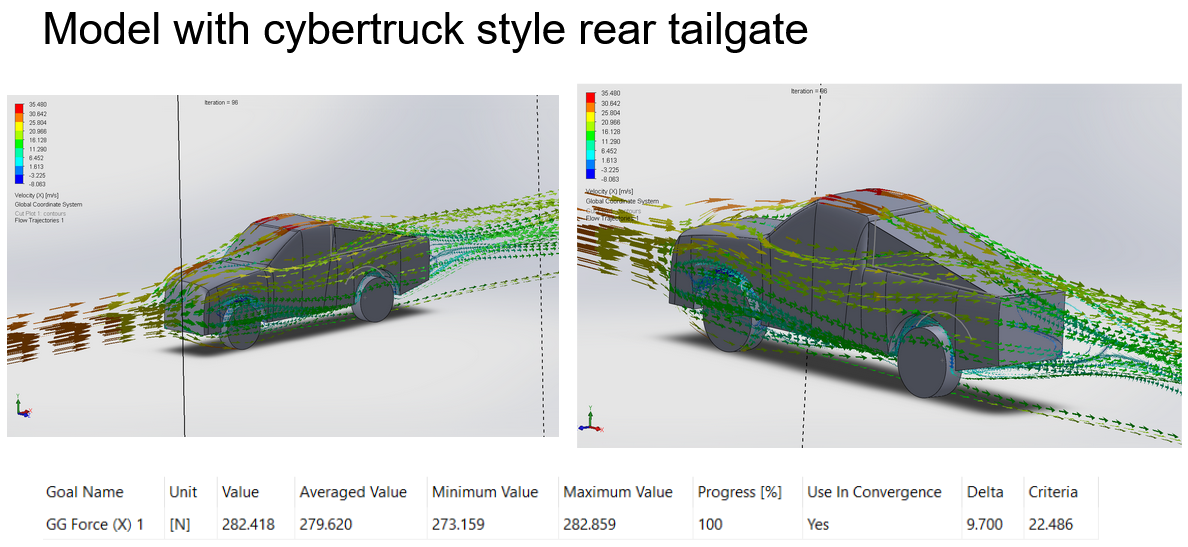 Model with cybertruck style rear tailgate
Iteration = 86
35.480
30.642
25.804
20.966
16.128
11.290
6.452
1.613
-3.225
-8.063
Velocity (X) [m/s]
Global Coordinate System
Cut Plot 1: contours
Flow Trajectories 1
Iteration = 86
35.480
30.642
25.804
20.966
16.128
11.290
6.452
1.613
-3.225
-8.063
Velocity (X) [m/s]
Global Coordinate System
Flow Trajectories 1
Goal Name Unit Value Averaged Value Minimum Value Maximum Value Progress [%] Use In Convergence Delta Criteria
GG Force (X) 1 [N] 282.418 279.620 273.159 282.859 100 Yes 9.700 22.486